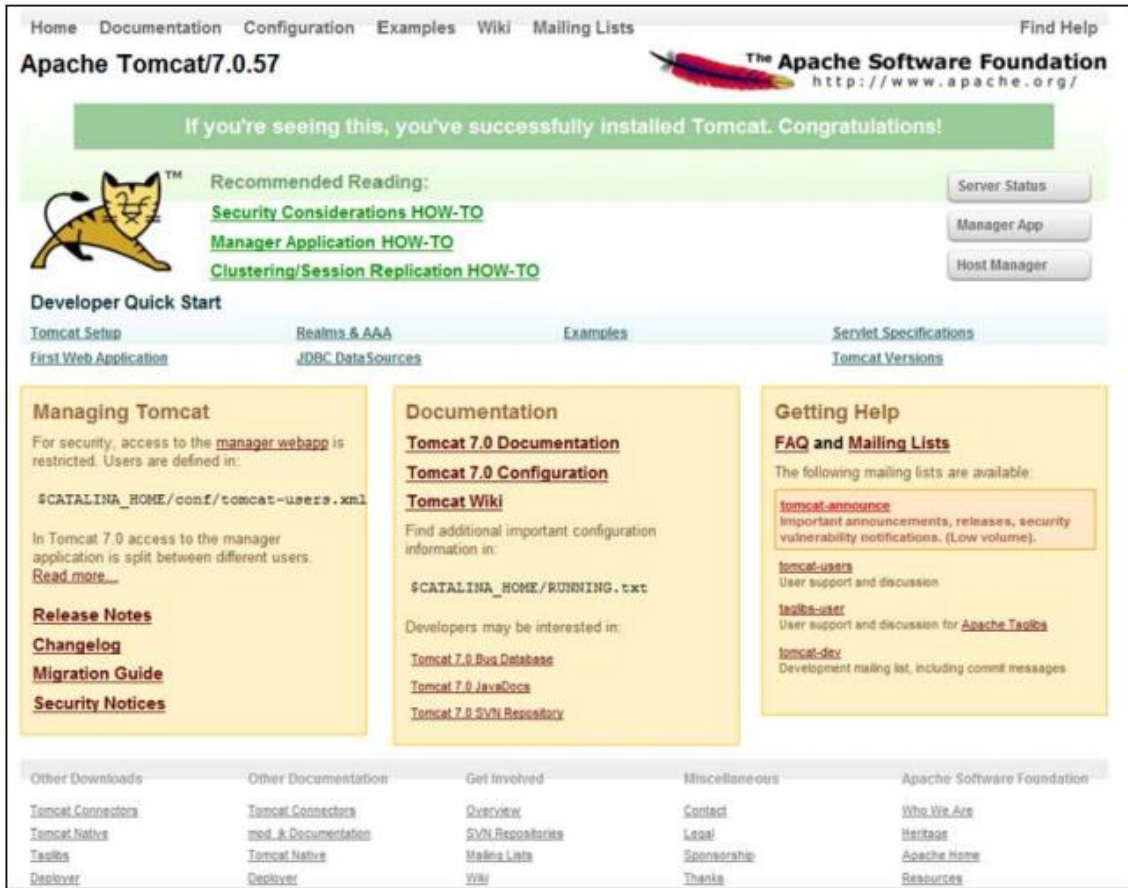 Home Documentation Configuration Examples Wiki Mailing Lists Find Help
Apache Tomcat/7.0.57
The Apache Software Foundation
http://www.apache.org/
If you're seeing this, you've successfully installed Tomcat. Congratulations!
TM
Recommended Reading:
Security Considerations HOW-TO
Manager Application HOW-TO
Clustering/Session Replication HOW-TO
Server Status
Manager App
Host Manager
Developer Quick Start
Tomcat Setup
First Web Application
Realms & AAA
JDBC DataSources
Examples
Servlet Specifications
Tomcat Versions
Managing Tomcat
For security, access to the manager webapp is
restricted. Users are defined in:
$CATALINA_HOME/conf/tomcat-users.xml
In Tomcat 7.0 access to the manager
application is split between different users.
Read more...
Release Notes
Changelog
Migration Guide
Security Notices
Documentation
Tomcat 7.0 Documentation
Tomcat 7.0 Configuration
Tomcat Wiki
Find additional important configuration
information in:
$CATALINA_HOME/RUNNING.txt
Developers may be interested in:
Tomcat 7.0 Bug Database
Tomcat 7.0 JavaDocs
Tomcat 7.0 SVN Repository
Getting Help
FAQ and Mailing Lists
The following mailing lists are available:
tomcat-announce
Important announcements, releases, security
vulnerability notifications. (Low volume).
tomcat-users
User support and discussion
taglibs-user
User support and discussion for Apache Taglibs
tomcat-dev
Development mailing list, including commit messages
Other Downloads
Tomcat Connectors
Tomcat Native
Taglibs
Deployer
Other Documentation
Tomcat Connectors
mod_jk Documentation
Tomcat Native
Deployer
Get Involved
Overview
SVN Repositories
Mailing Lists
Wiki
Miscellaneous
Contact
Legal
Sponsorship
Thanks
Apache Software Foundation
Who We Are
Heritage
Apache Home
Resources